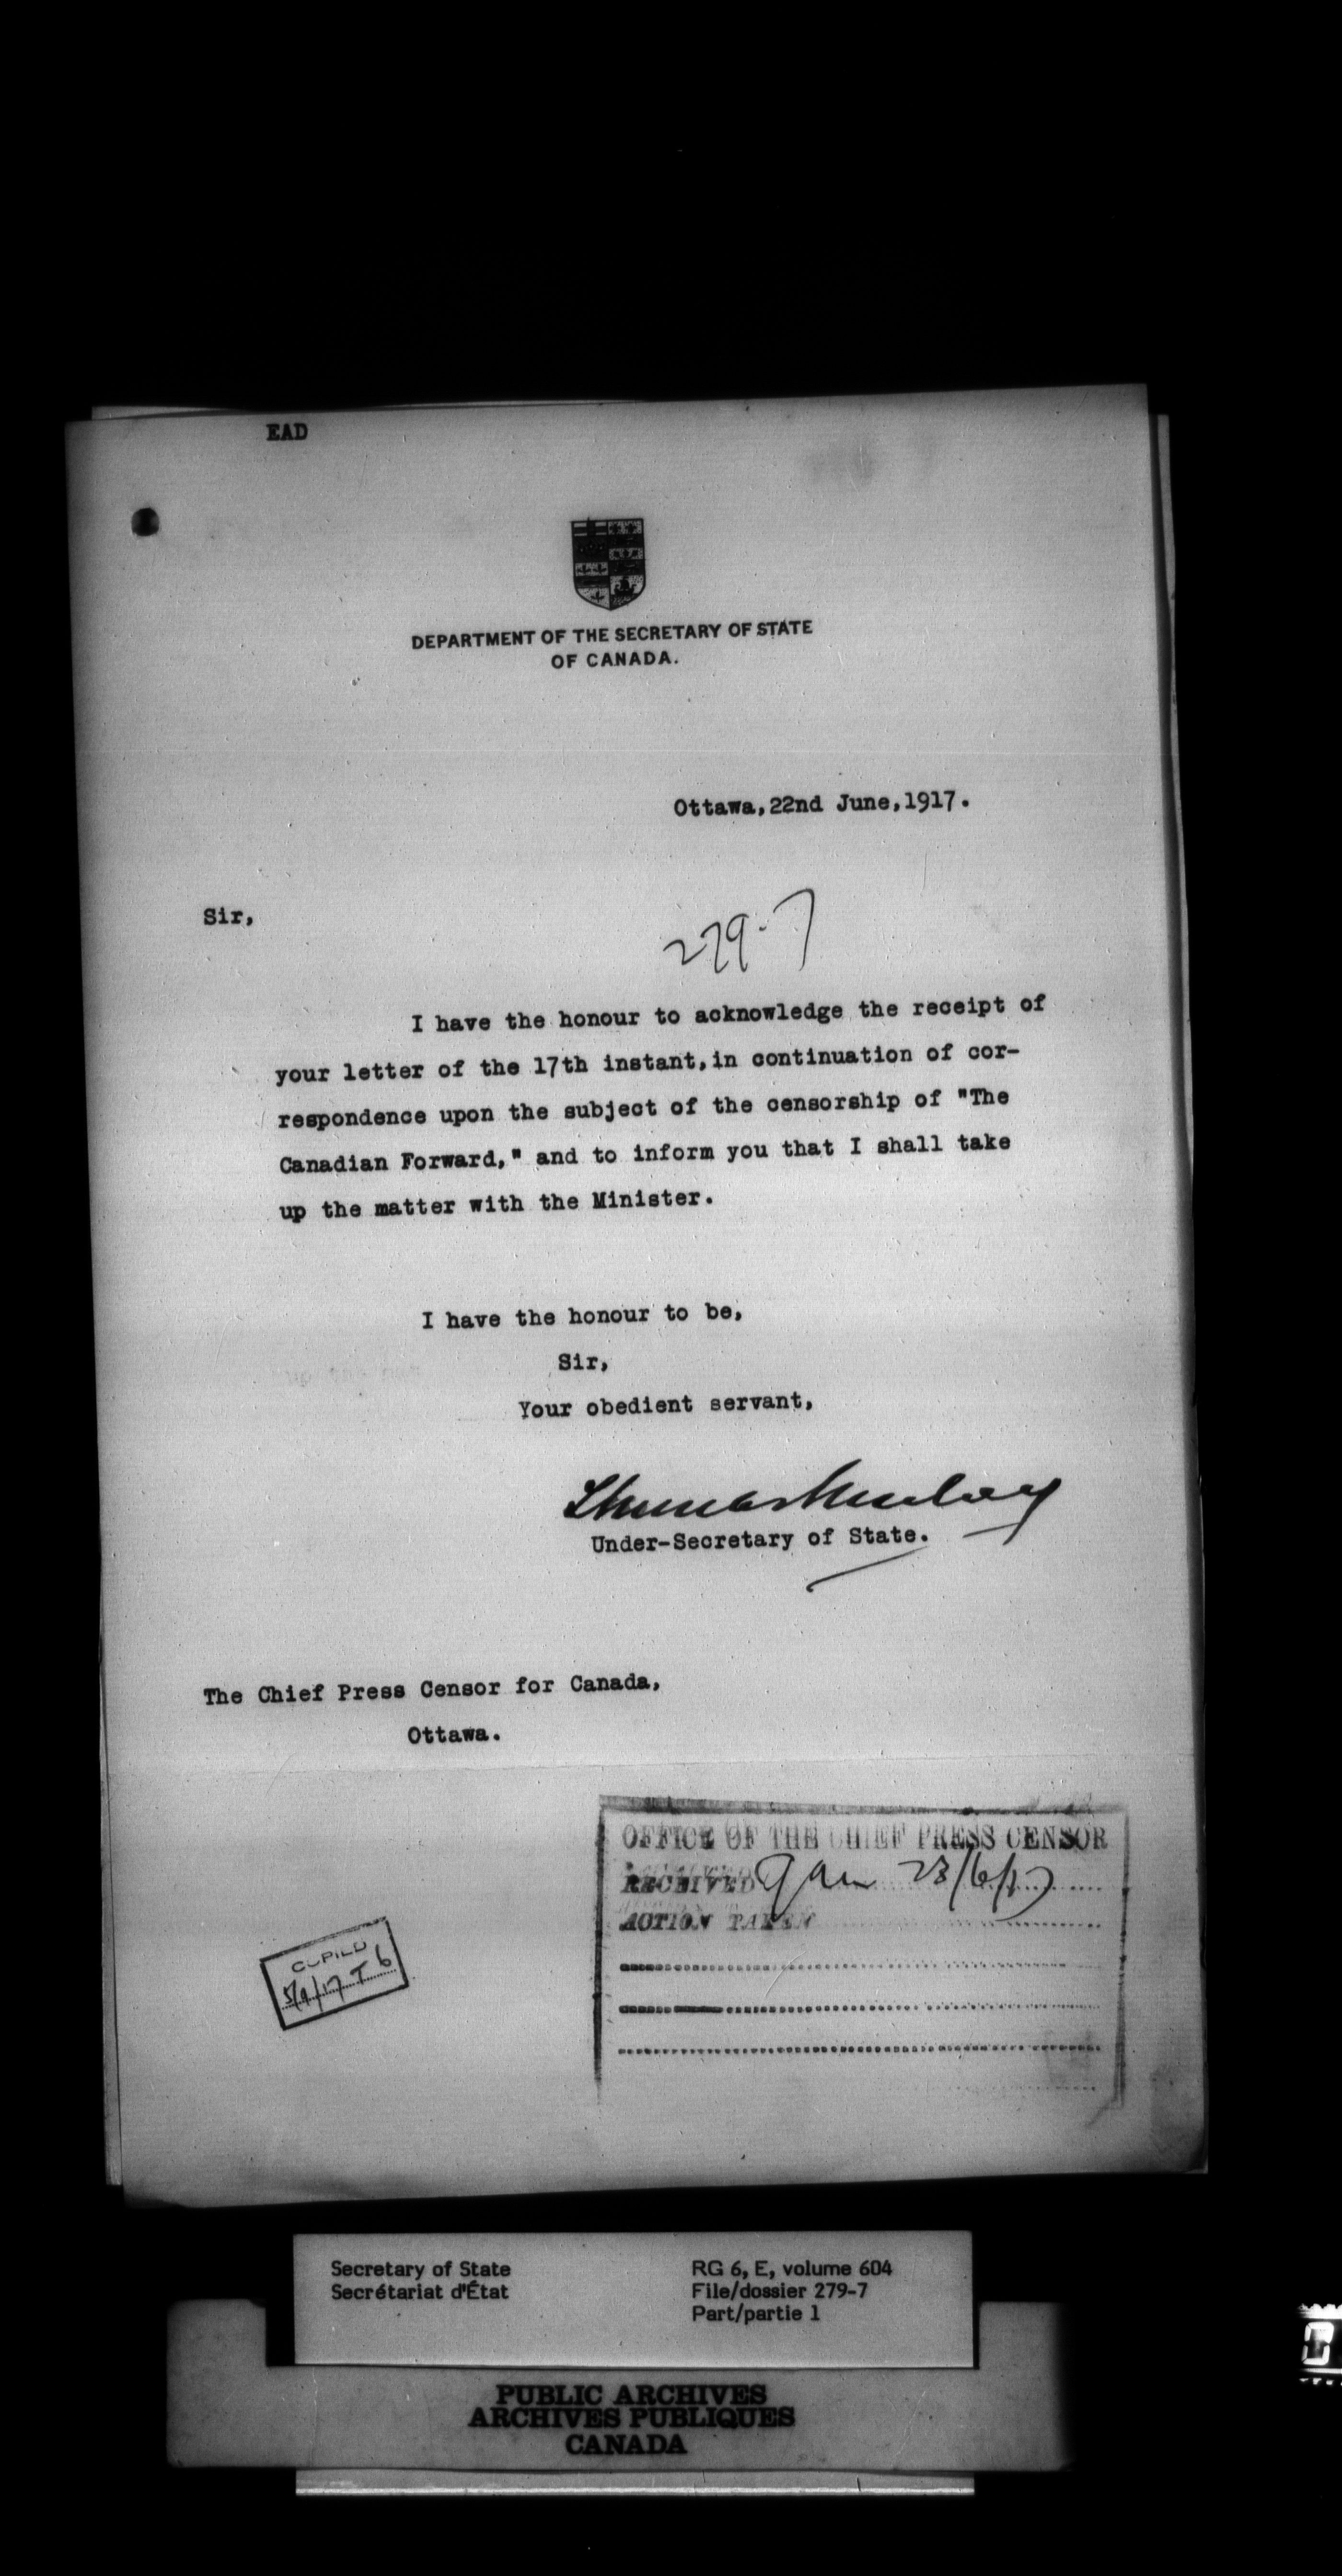 EAD
DEPARTMENT OF THE SECRETARY OF STATE
OF CANADA.
Ottawa, 22nd June, 1917.
Sir,
279-7
I have the honour to acknowledge the receipt of
your letter of the 17th instant, in continuation of cor-
respondence upon the subject of the censorship of "The
Canadian Forward," and to inform you that I shall take
up the matter with the Minister.
I have the honour to be,
Sir,
Your obedient servant,
Thomas Mulvey
Under-Secretary of State.
The Chief Press Censor for Canada,
Ottawa.
OFFICE OF THE CHIEF PRESS CENSOR
RECEIVED 23/6/17
ACTION TAKEN
Secretary of State
Secrétariat d'État
RG 6, E, volume 604
File/dossier 279-7
Part/partie 1
PUBLIC ARCHIVES
ARCHIVES PUBLIQUES
CANADA